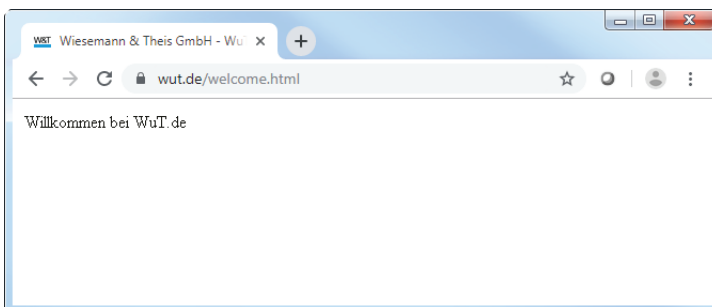 W&T Wiesemann & Theis GmbH - Wu
wut.de/welcome.html
Willkommen bei WuT.de